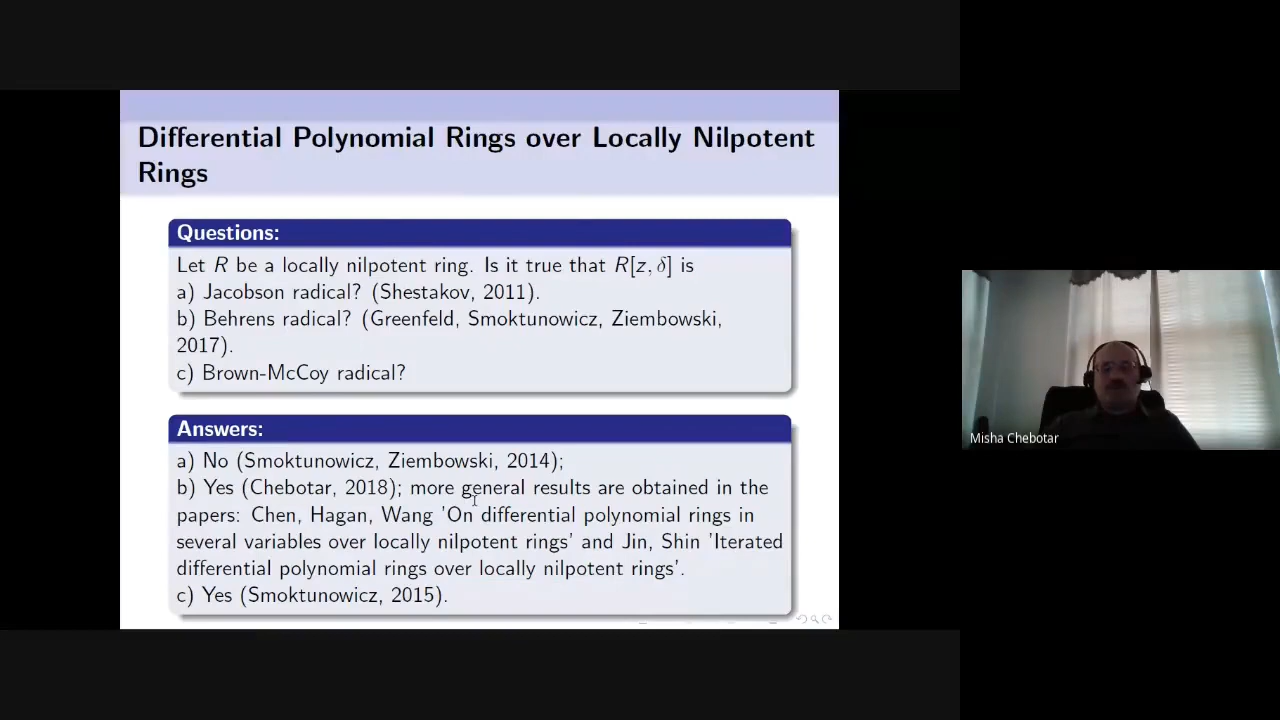 Differential Polynomial Rings over Locally Nilpotent
Rings
Questions:
Let R be a locally nilpotent ring. Is it true that R[z, δ] is
a) Jacobson radical? (Shestakov, 2011).
b) Behrens radical? (Greenfeld, Smoktunowicz, Ziembowski,
2017).
c) Brown-McCoy radical?
Answers:
a) No (Smoktunowicz, Ziembowski, 2014);
b) Yes (Chebotar, 2018); more general results are obtained in the
papers: Chen, Hagan, Wang 'On differential polynomial rings in
several variables over locally nilpotent rings' and Jin, Shin 'Iterated
differential polynomial rings over locally nilpotent rings'.
c) Yes (Smoktunowicz, 2015).
Misha Chebotar